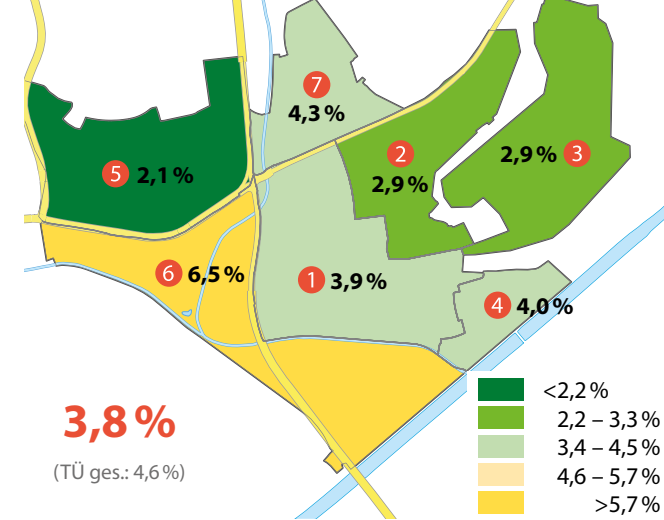 7
4,3 %
2
2,9 %
2,9 % 3
5 2,1 %
6 6,5 %
1 3,9 %
4 4,0 %
3,8 %
(TÜ ges.: 4,6 %)
<2,2 %
2,2 – 3,3 %
3,4 – 4,5 %
4,6 – 5,7 %
>5,7 %